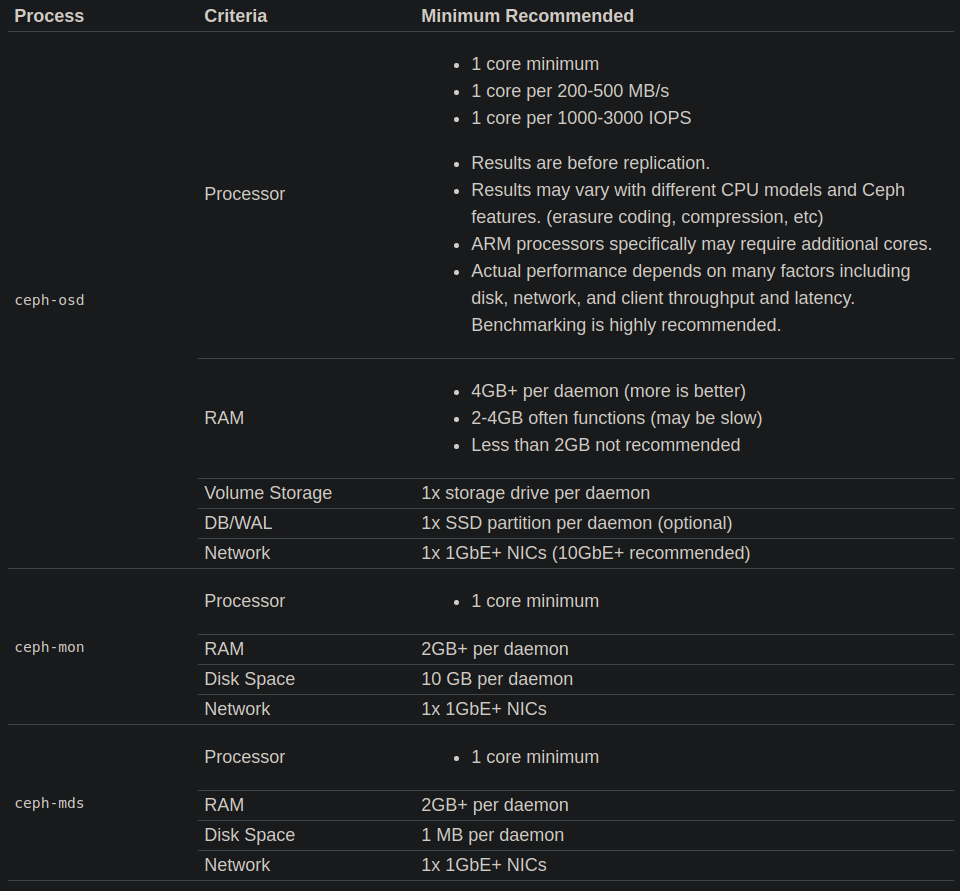 Process Criteria Minimum Recommended
ceph-osd
Processor
1 core minimum
1 core per 200-500 MB/s
1 core per 1000-3000 IOPS
Results are before replication.
Results may vary with different CPU models and Ceph
features. (erasure coding, compression, etc)
ARM processors specifically may require additional cores.
Actual performance depends on many factors including
disk, network, and client throughput and latency.
Benchmarking is highly recommended.
RAM
4GB+ per daemon (more is better)
2-4GB often functions (may be slow)
Less than 2GB not recommended
Volume Storage 1x storage drive per daemon
DB/WAL 1x SSD partition per daemon (optional)
Network 1x 1GbE+ NICs (10GbE+ recommended)
ceph-mon
Processor 1 core minimum
RAM 2GB+ per daemon
Disk Space 10 GB per daemon
Network 1x 1GbE+ NICs
ceph-mds
Processor 1 core minimum
RAM 2GB+ per daemon
Disk Space 1 MB per daemon
Network 1x 1GbE+ NICs